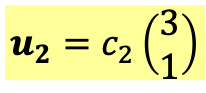 u₂ = c₂ (3
1)